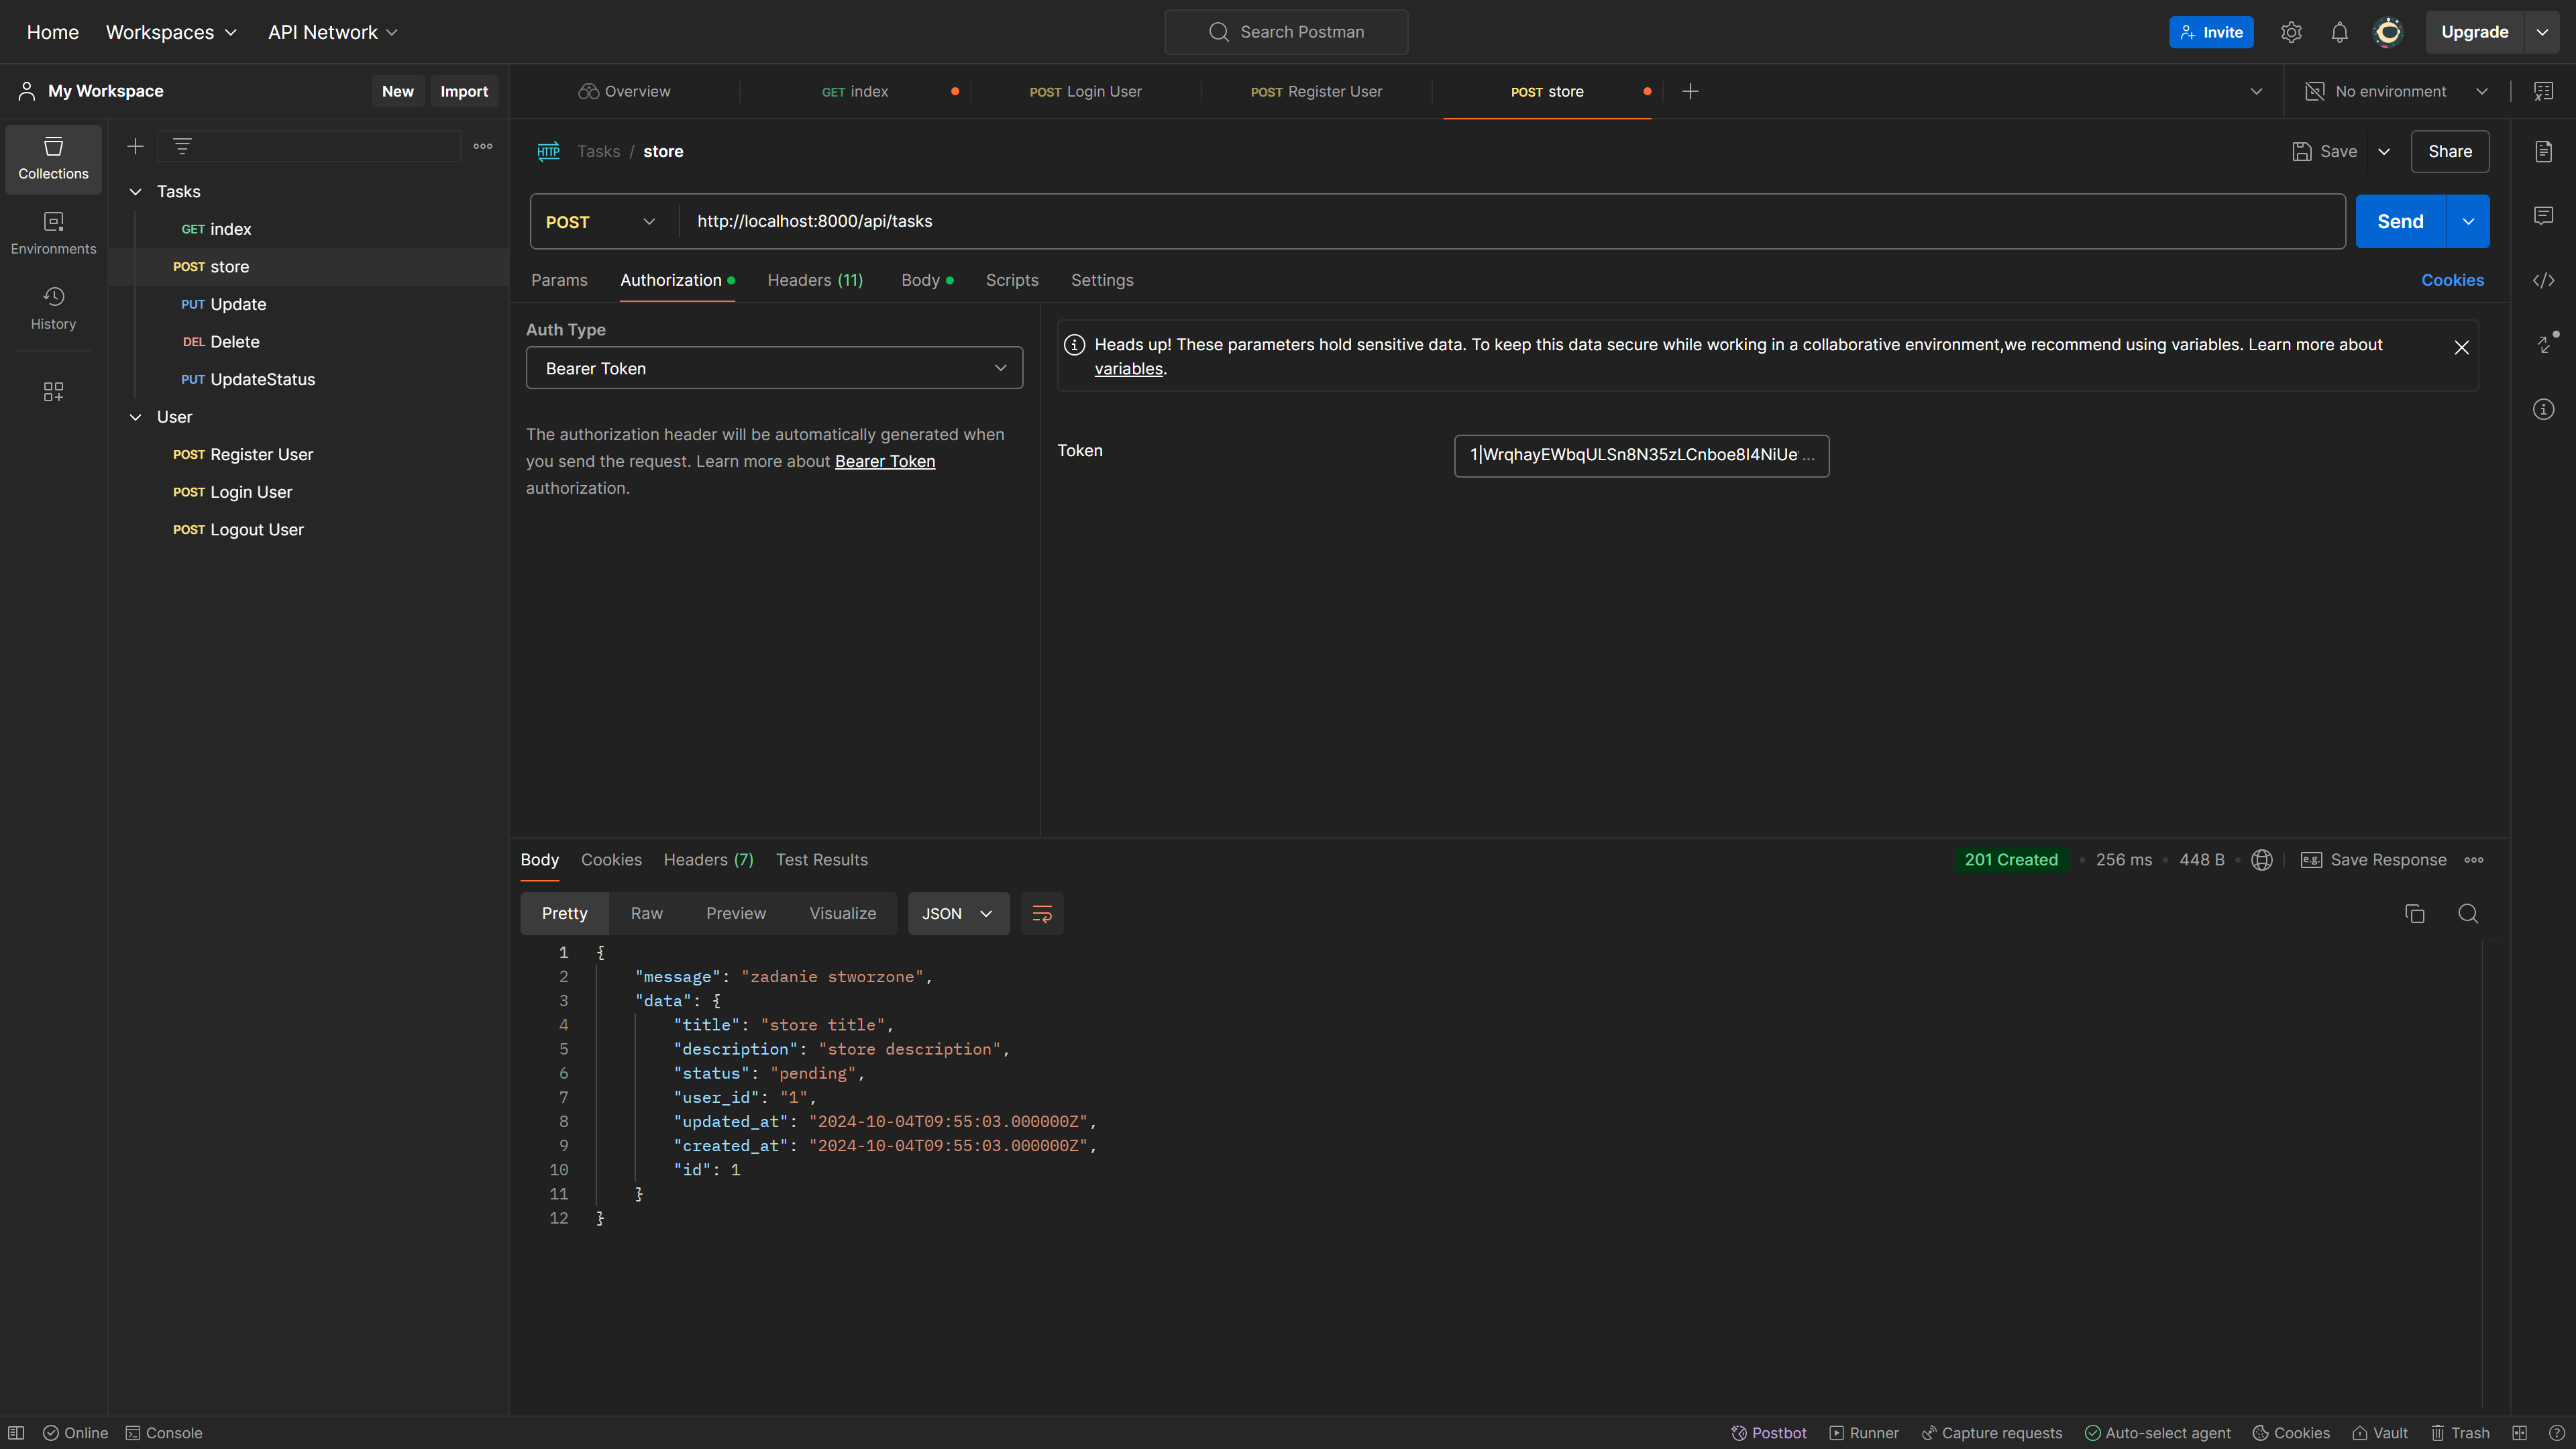 Home Workspaces API Network Search Postman Invite Upgrade
My Workspace New Import Overview GET index POST Login User POST Register User POST store No environment
Collections
Environments
History
Tasks
GET index
POST store
PUT Update
DEL Delete
PUT UpdateStatus
User
POST Register User
POST Login User
POST Logout User
HTTP Tasks / store Save Share
POST http://localhost:8000/api/tasks Send
Params Authorization Headers (11) Body Scripts Settings Cookies
Auth Type
Bearer Token
The authorization header will be automatically generated when
you send the request. Learn more about Bearer Token
authorization.
Heads up! These parameters hold sensitive data. To keep this data secure while working in a collaborative environment,we recommend using variables. Learn more about
variables.
Token 1|WrqhayEWbqULSn8N35zLCnboe8I4NiUe...
Body Cookies Headers (7) Test Results 201 Created 256 ms 448 B e.g. Save Response
Pretty Raw Preview Visualize JSON
1 {
2 "message": "zadanie stworzone",
3 "data": {
4 "title": "store title",
5 "description": "store description",
6 "status": "pending",
7 "user_id": "1",
8 "updated_at": "2024-10-04T09:55:03.000000Z",
9 "created_at": "2024-10-04T09:55:03.000000Z",
10 "id": 1
11 }
12 }
Online Console Postbot Runner Capture requests Auto-select agent Cookies Vault Trash